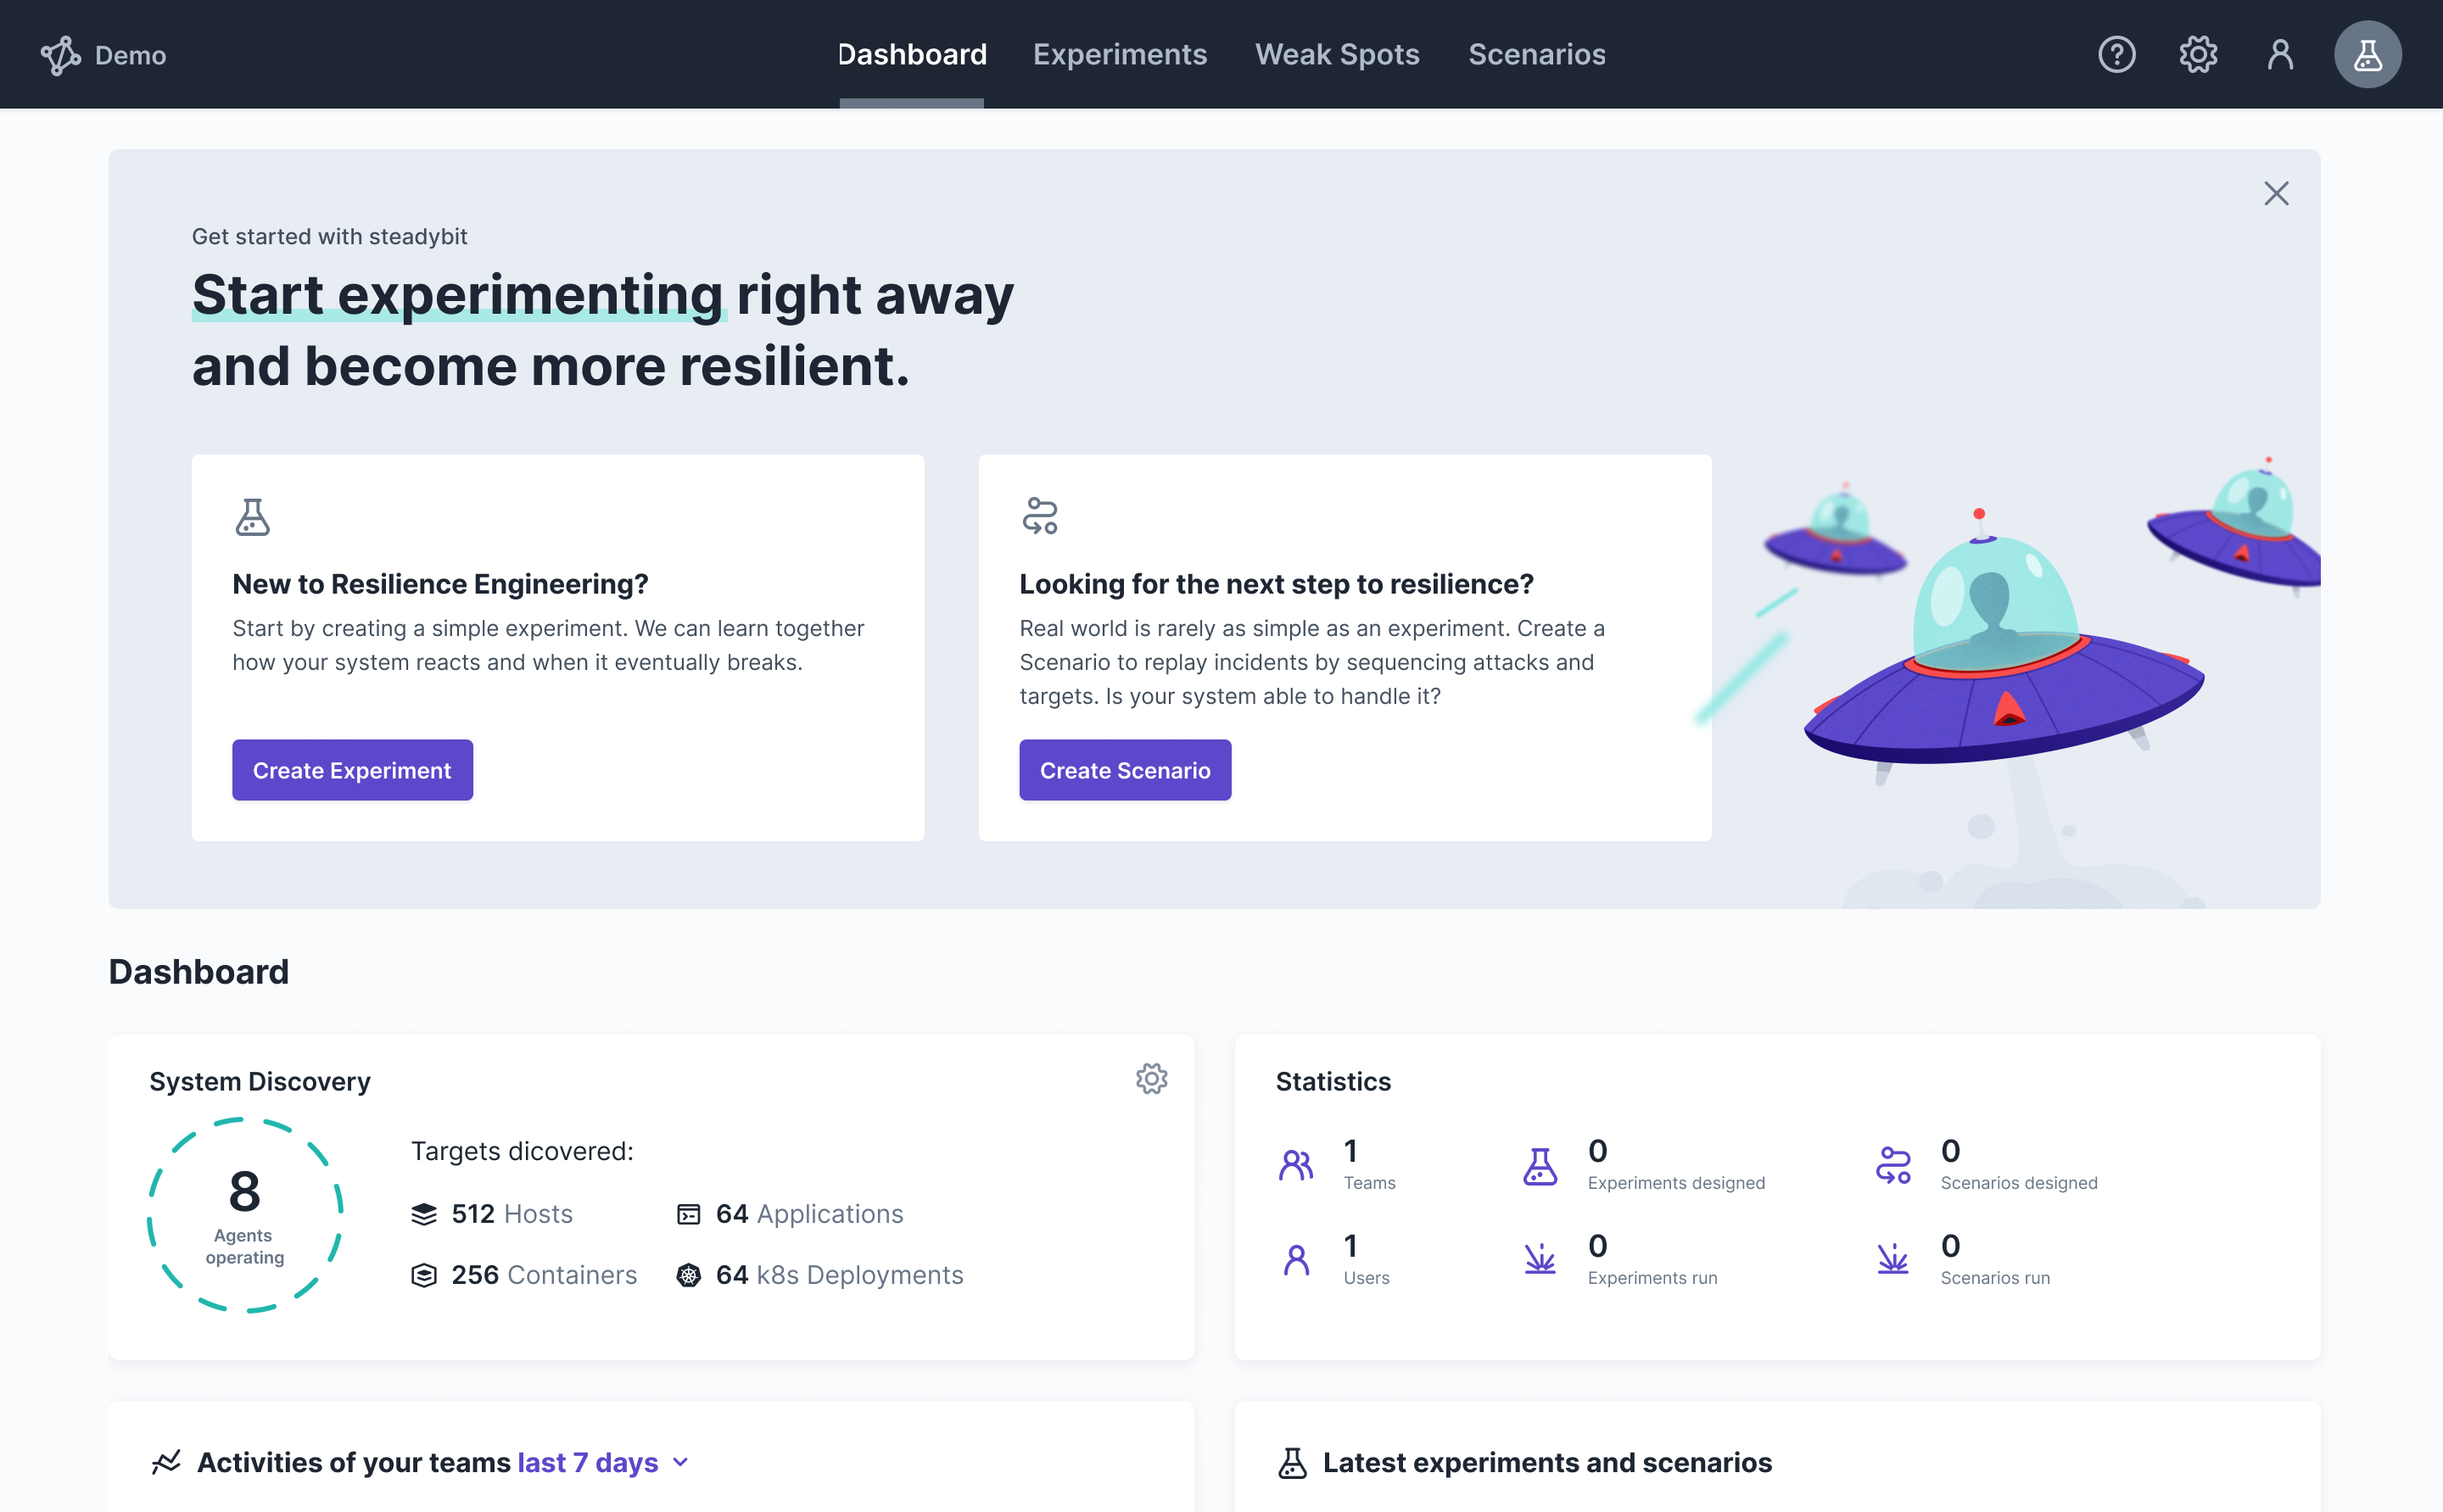 Demo
Dashboard
Experiments
Weak Spots
Scenarios
Get started with steadybit
Start experimenting right away
and become more resilient.
New to Resilience Engineering?
Start by creating a simple experiment. We can learn together
how your system reacts and when it eventually breaks.
Create Experiment
Looking for the next step to resilience?
Real world is rarely as simple as an experiment. Create a
Scenario to replay incidents by sequencing attacks and
targets. Is your system able to handle it?
Create Scenario
Dashboard
System Discovery
8
Agents
operating
Targets dicovered:
512 Hosts
64 Applications
256 Containers
64 k8s Deployments
Statistics
1
Teams
0
Experiments designed
0
Scenarios designed
1
Users
0
Experiments run
0
Scenarios run
Activities of your teams last 7 days
Latest experiments and scenarios